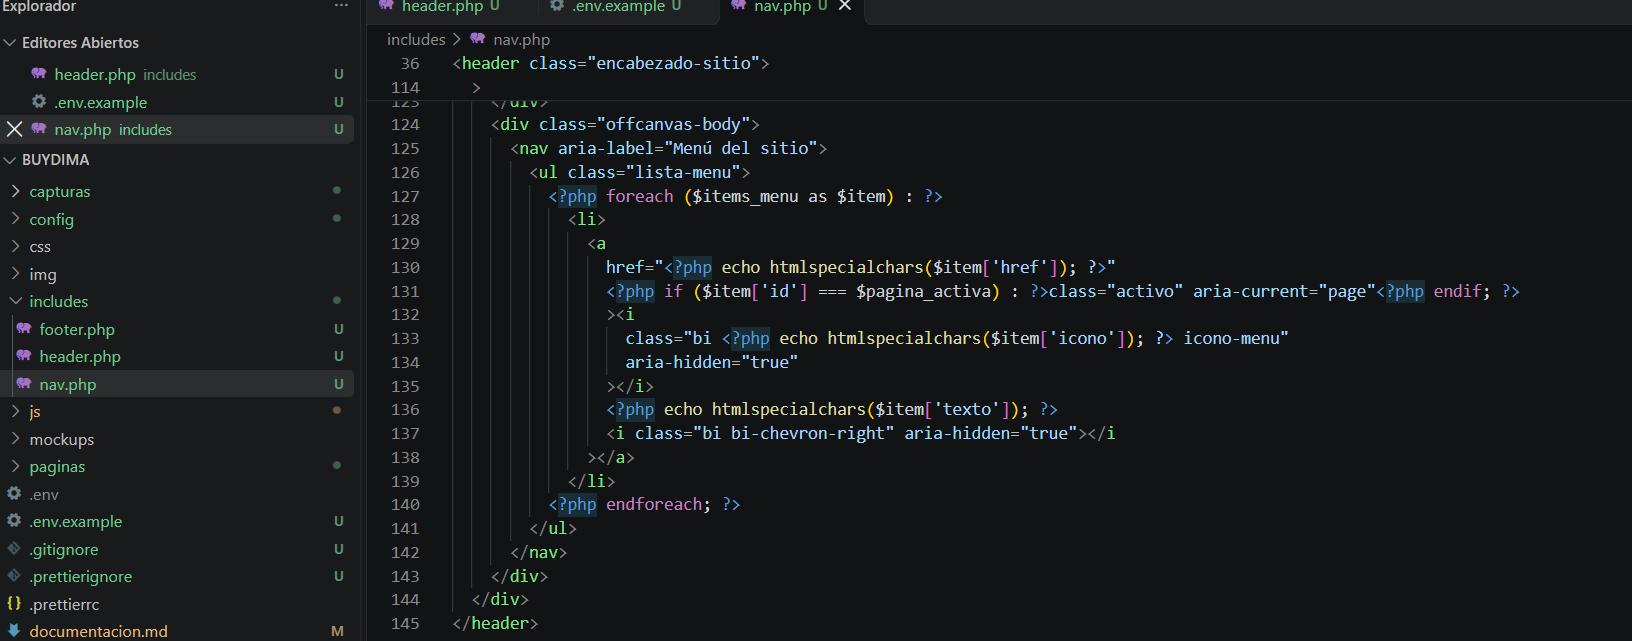 Explorador ···
Editores Abiertos
header.php includes U
.env.example U
nav.php includes U
BUYDIMA
capturas
config
css
img
includes
footer.php U
header.php U
nav.php U
js
mockups
paginas
.env
.env.example U
.gitignore U
.prettierignore U
.prettierrc
documentacion.md M
header.php U .env.example U nav.php U
includes > nav.php
36 <header class="encabezado-sitio">
114 >
123 </div>
124 <div class="offcanvas-body">
125 <nav aria-label="Menú del sitio">
126 <ul class="lista-menu">
127 <?php foreach ($items_menu as $item) : ?>
128 <li>
129 <a
130 href="<?php echo htmlspecialchars($item['href']); ?>"
131 <?php if ($item['id'] === $pagina_activa) : ?>class="activo" aria-current="page"<?php endif; ?>
132 ><i
133 class="bi <?php echo htmlspecialchars($item['icono']); ?> icono-menu"
134 aria-hidden="true"
135 ></i>
136 <?php echo htmlspecialchars($item['texto']); ?>
137 <i class="bi bi-chevron-right" aria-hidden="true"></i
138 ></a>
139 </li>
140 <?php endforeach; ?>
141 </ul>
142 </nav>
143 </div>
144 </div>
145 </header>